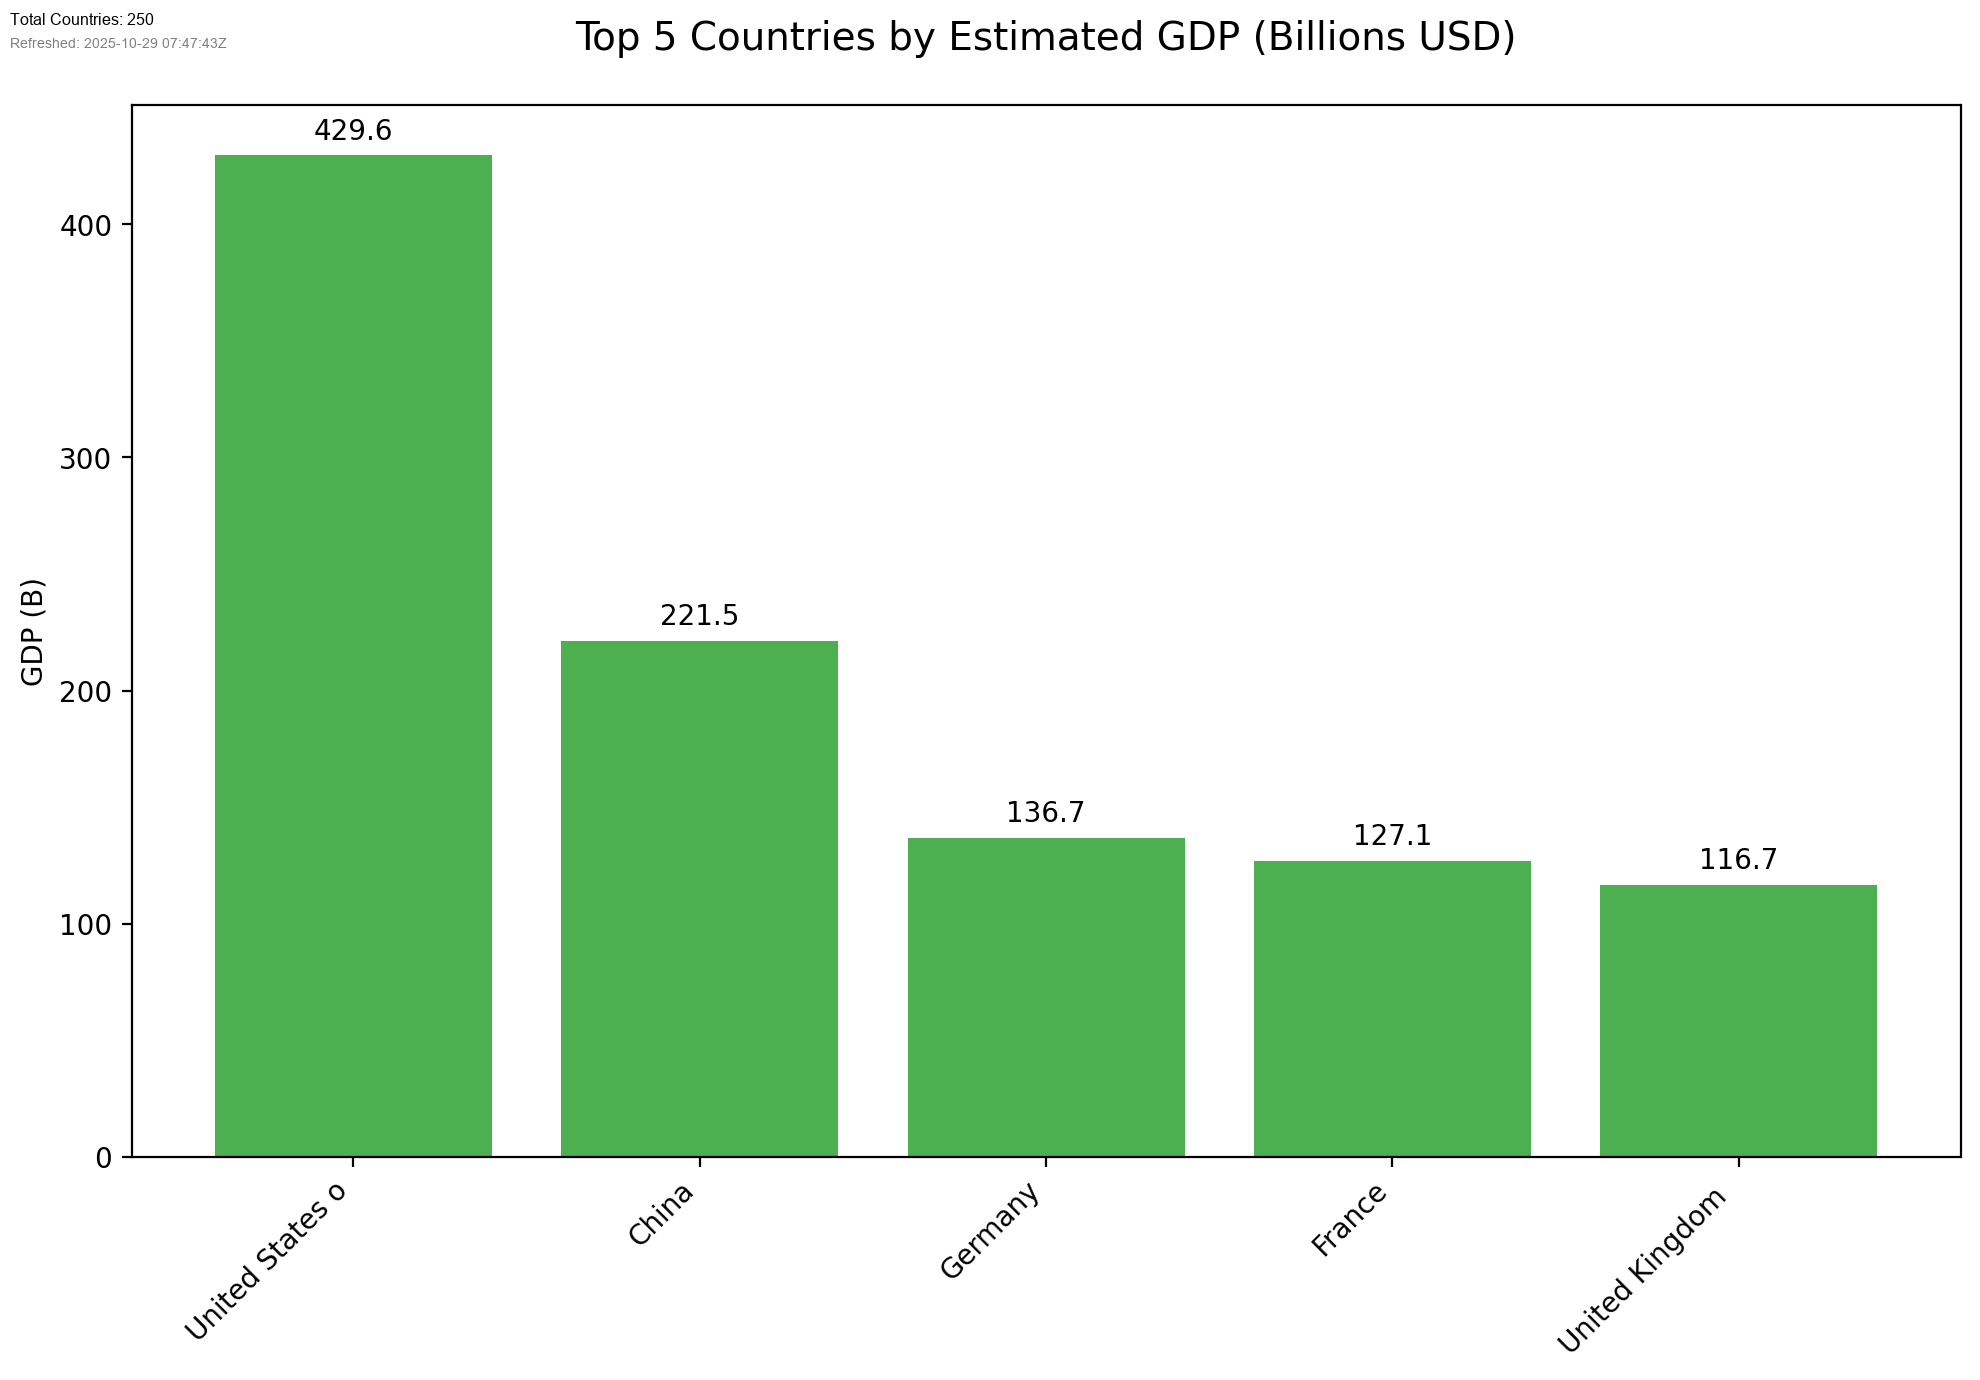 Total Countries: 250
Refreshed: 2025-10-29 07:47:43Z
Top 5 Countries by Estimated GDP (Billions USD)
GDP (B)
400
300
200
100
0
429.6
221.5
136.7
127.1
116.7
United States o
China
Germany
France
United Kingdom